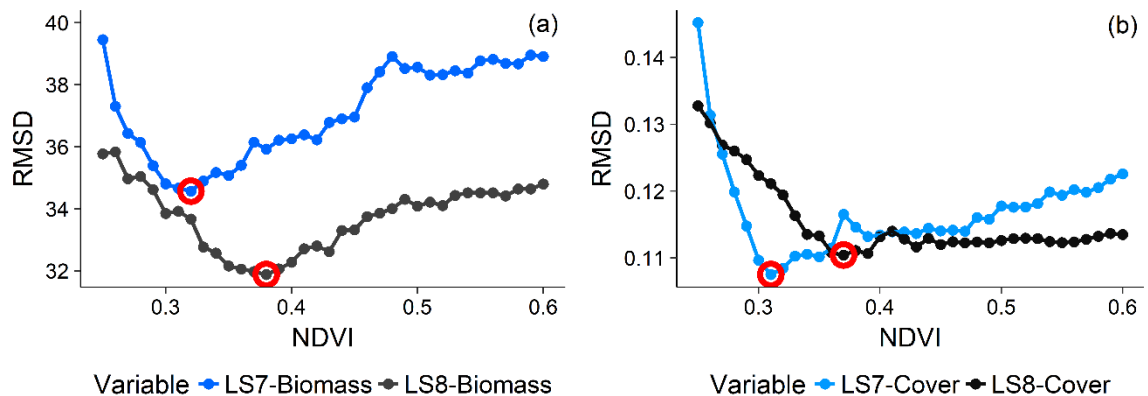 (a)
40
38
36
34
32
RMSD
0.3 0.4 0.5 0.6
NDVI
Variable LS7-Biomass LS8-Biomass
(b)
0.14
0.13
0.12
0.11
RMSD
0.3 0.4 0.5 0.6
NDVI
Variable LS7-Cover LS8-Cover